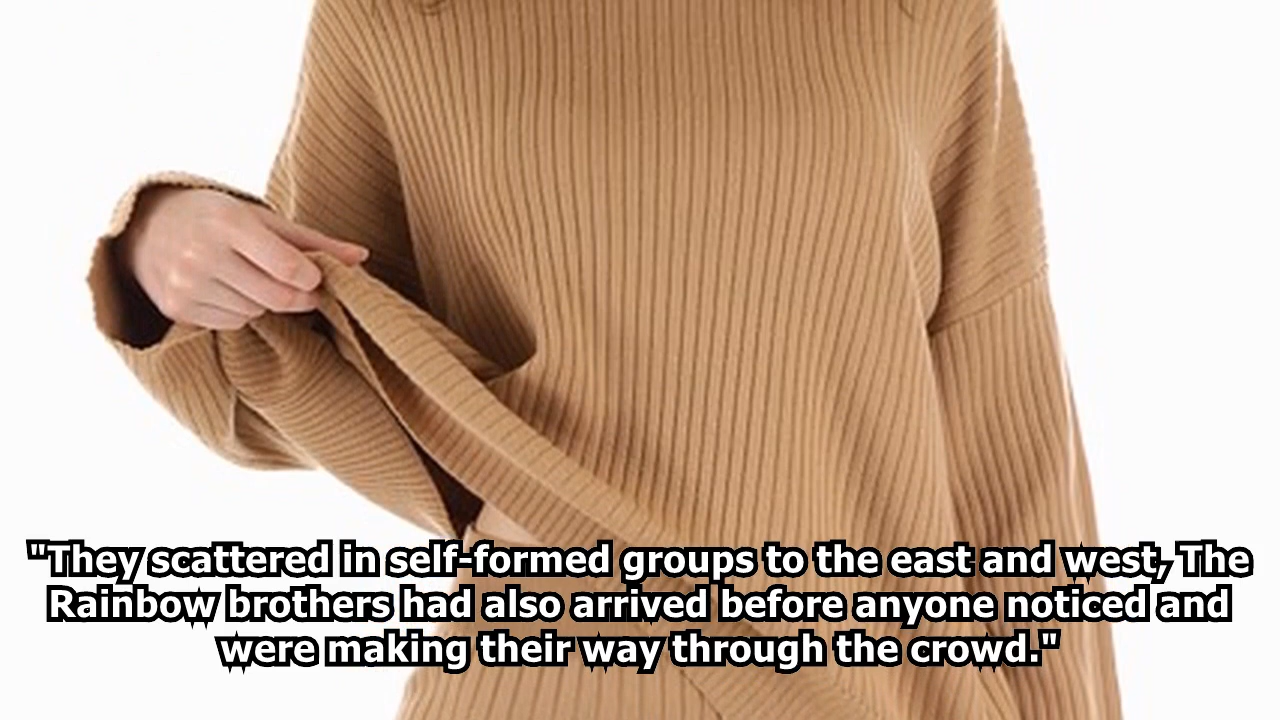 "They scattered in self-formed groups to the east and west, The
Rainbow brothers had also arrived before anyone noticed and
were making their way through the crowd."